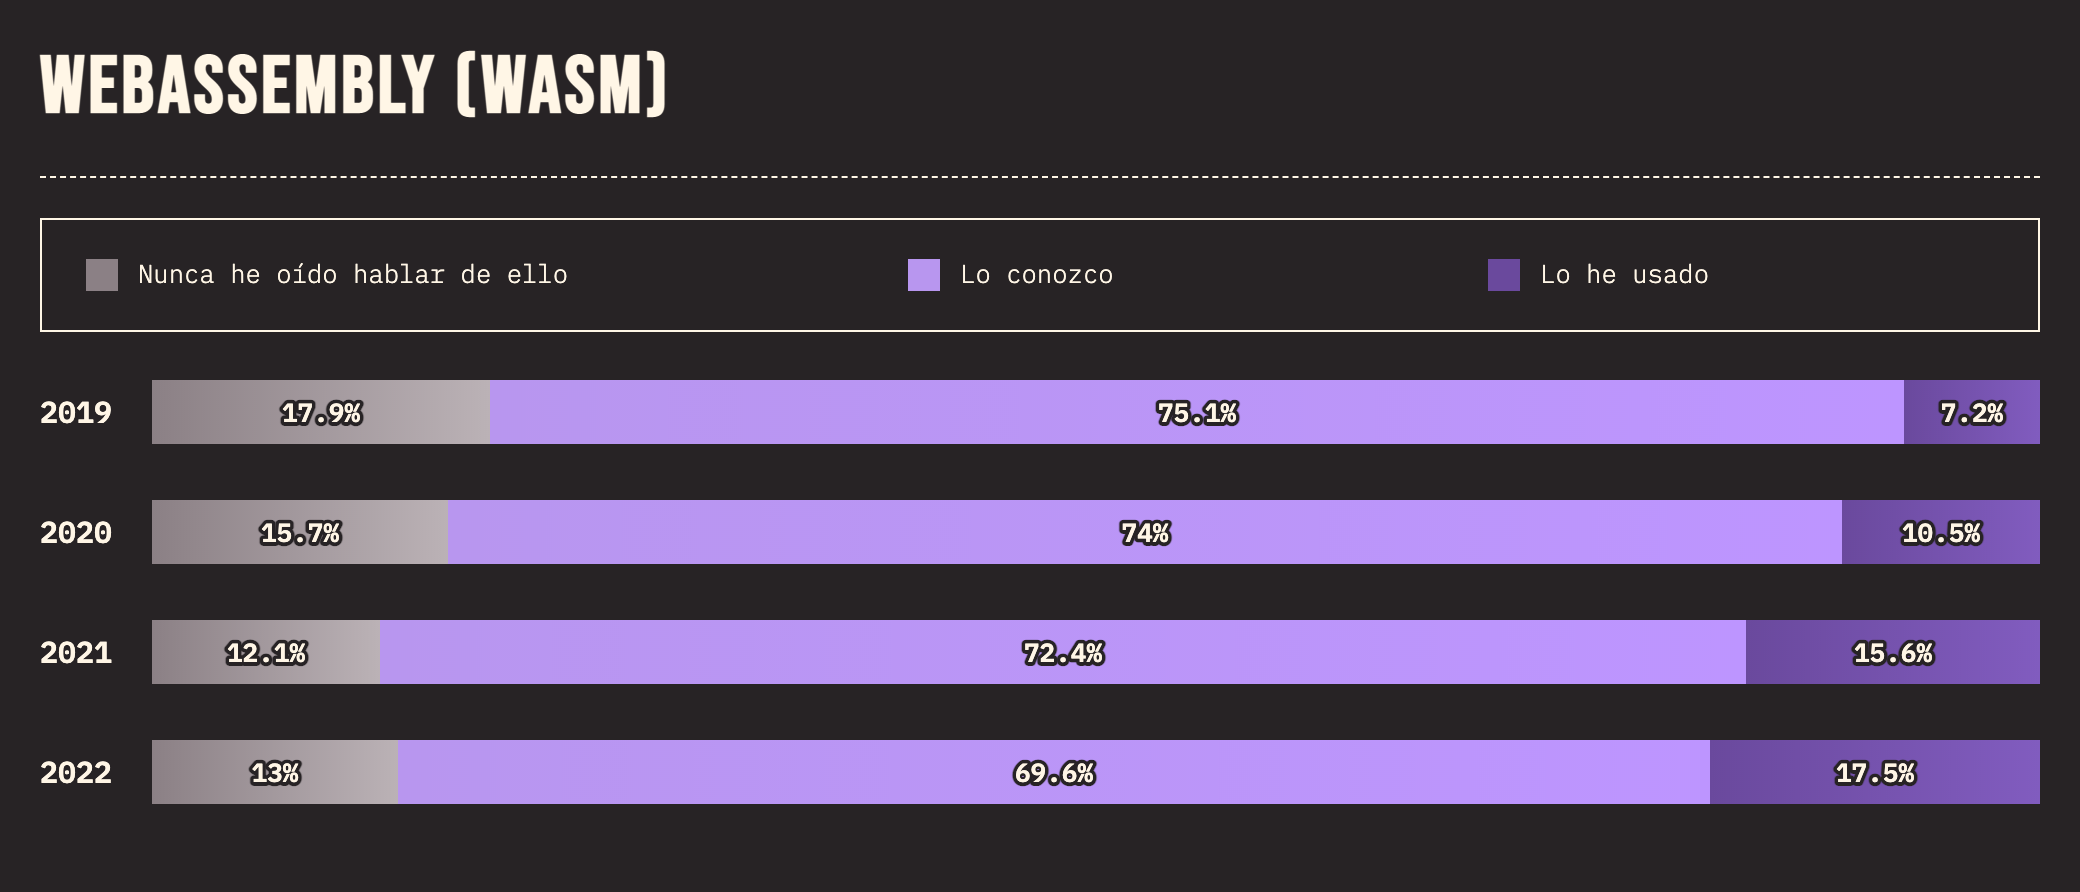 WEBASSEMBLY (WASM)
Nunca he oído hablar de ello Lo conozco Lo he usado
2019 17.9% 75.1% 7.2%
2020 15.7% 74% 10.5%
2021 12.1% 72.4% 15.6%
2022 13% 69.6% 17.5%